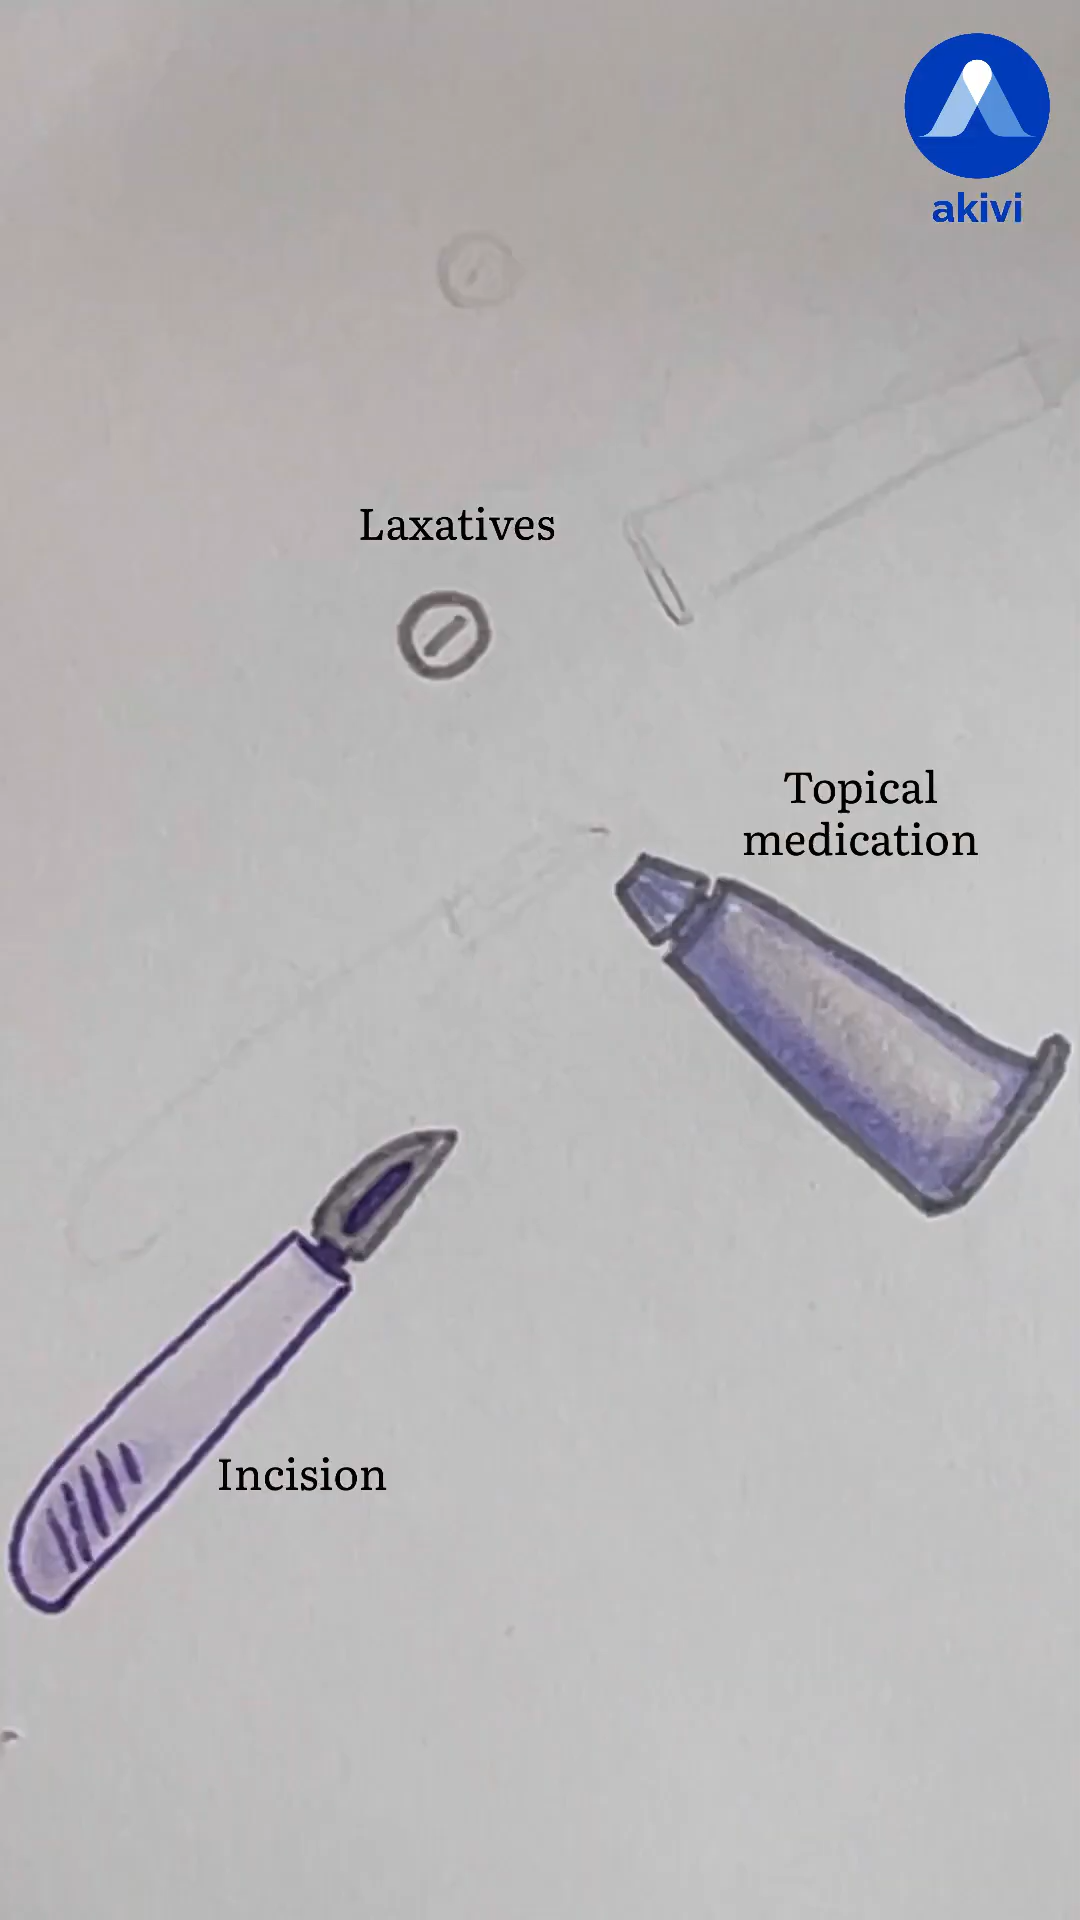 akivi
Laxatives
Topical
medication
Incision